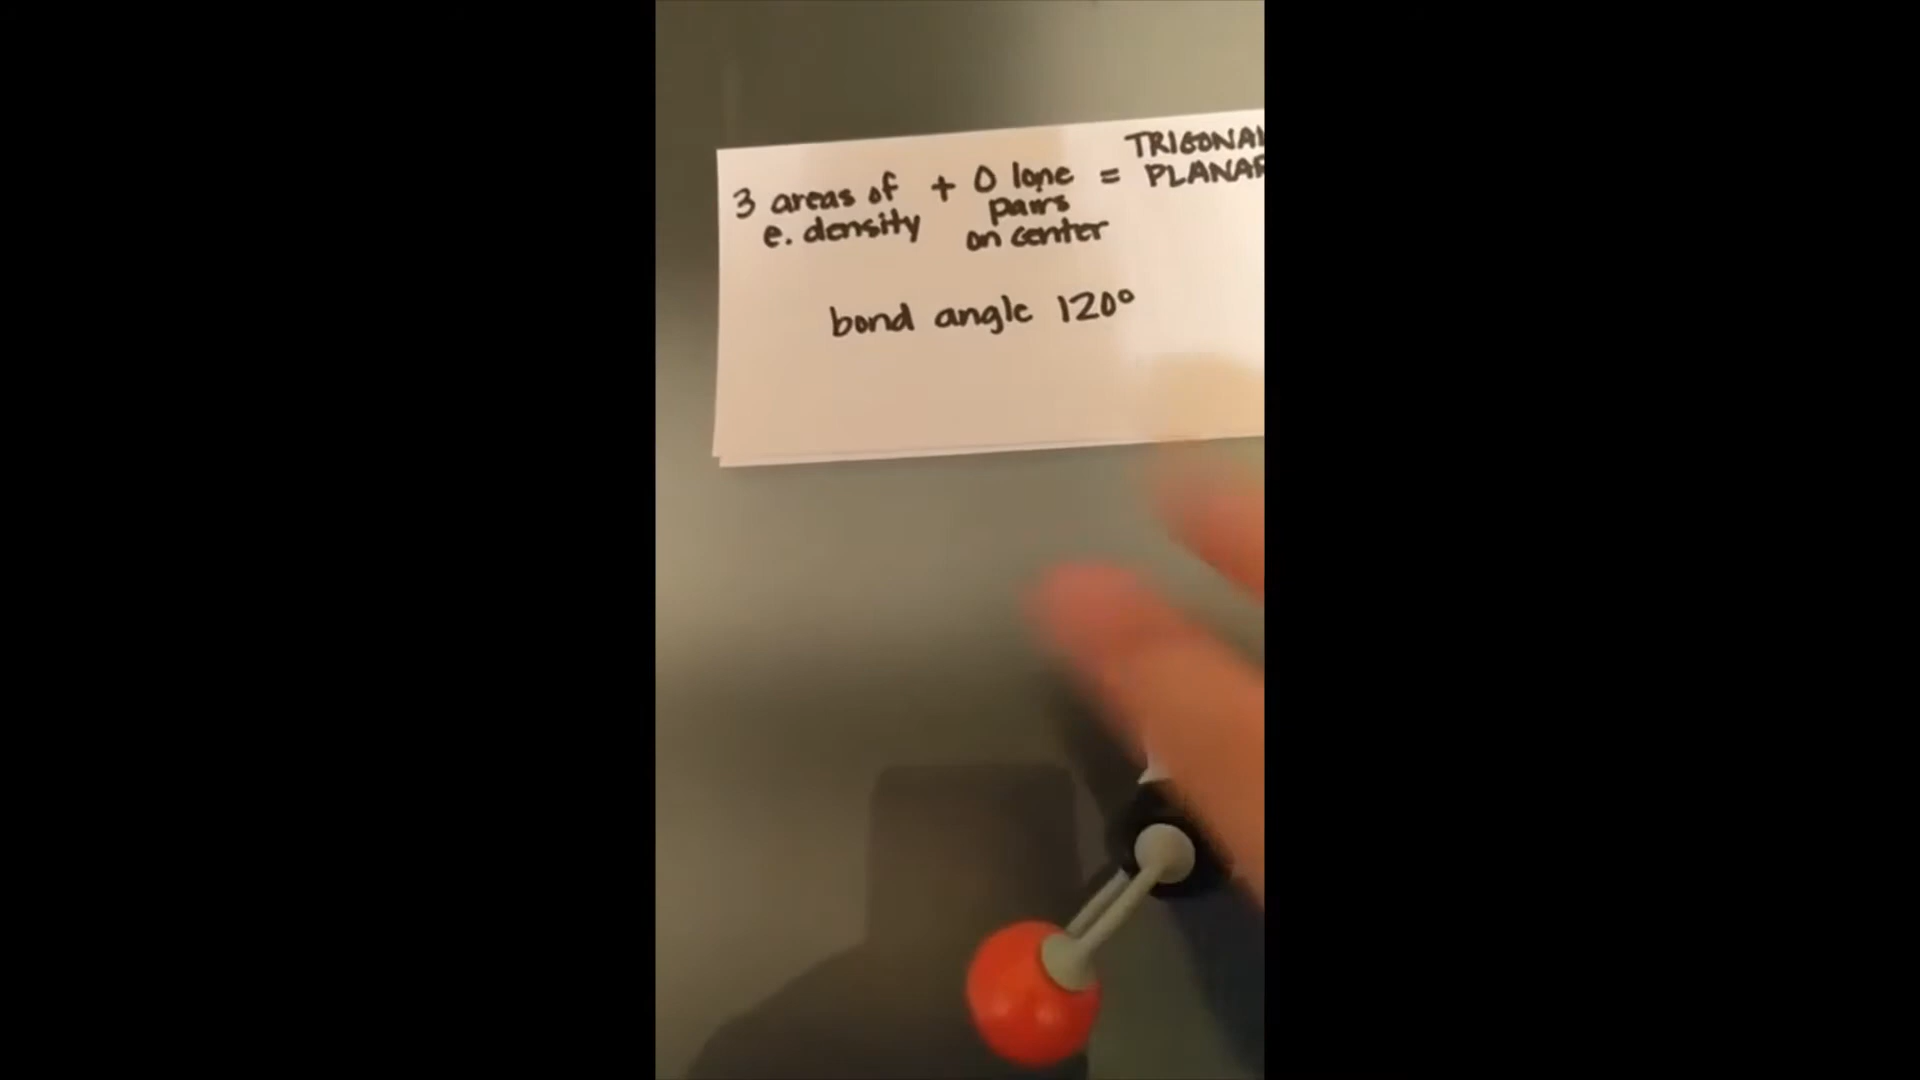 3 areas of + 0 lone = TRIGONAL
e. density pairs PLANAR
on center
bond angle 120°